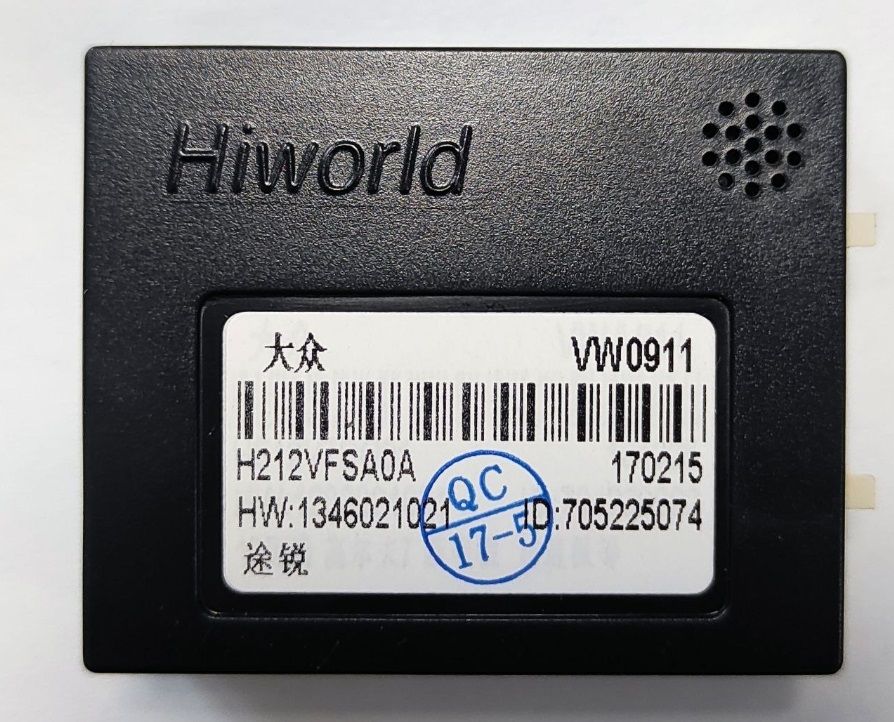 Hiworld
大众 VW0911
H212VFSA0A 170215
HW:1346021021 ID:705225074
途锐
QC
17-5